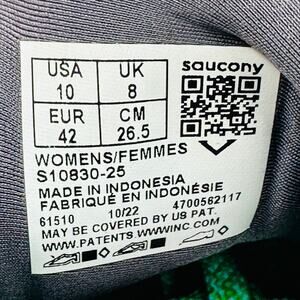 USA UK saucony
10 8
EUR CM
42 26.5
WOMENS/FEMMES
S10830-25
MADE IN INDONESIA
FABRIQUÉ EN INDONÉSIE
61510 10/22 4700562117
MAY BE COVERED BY US PAT.
WWW.PATENTS.WWWINC.COM